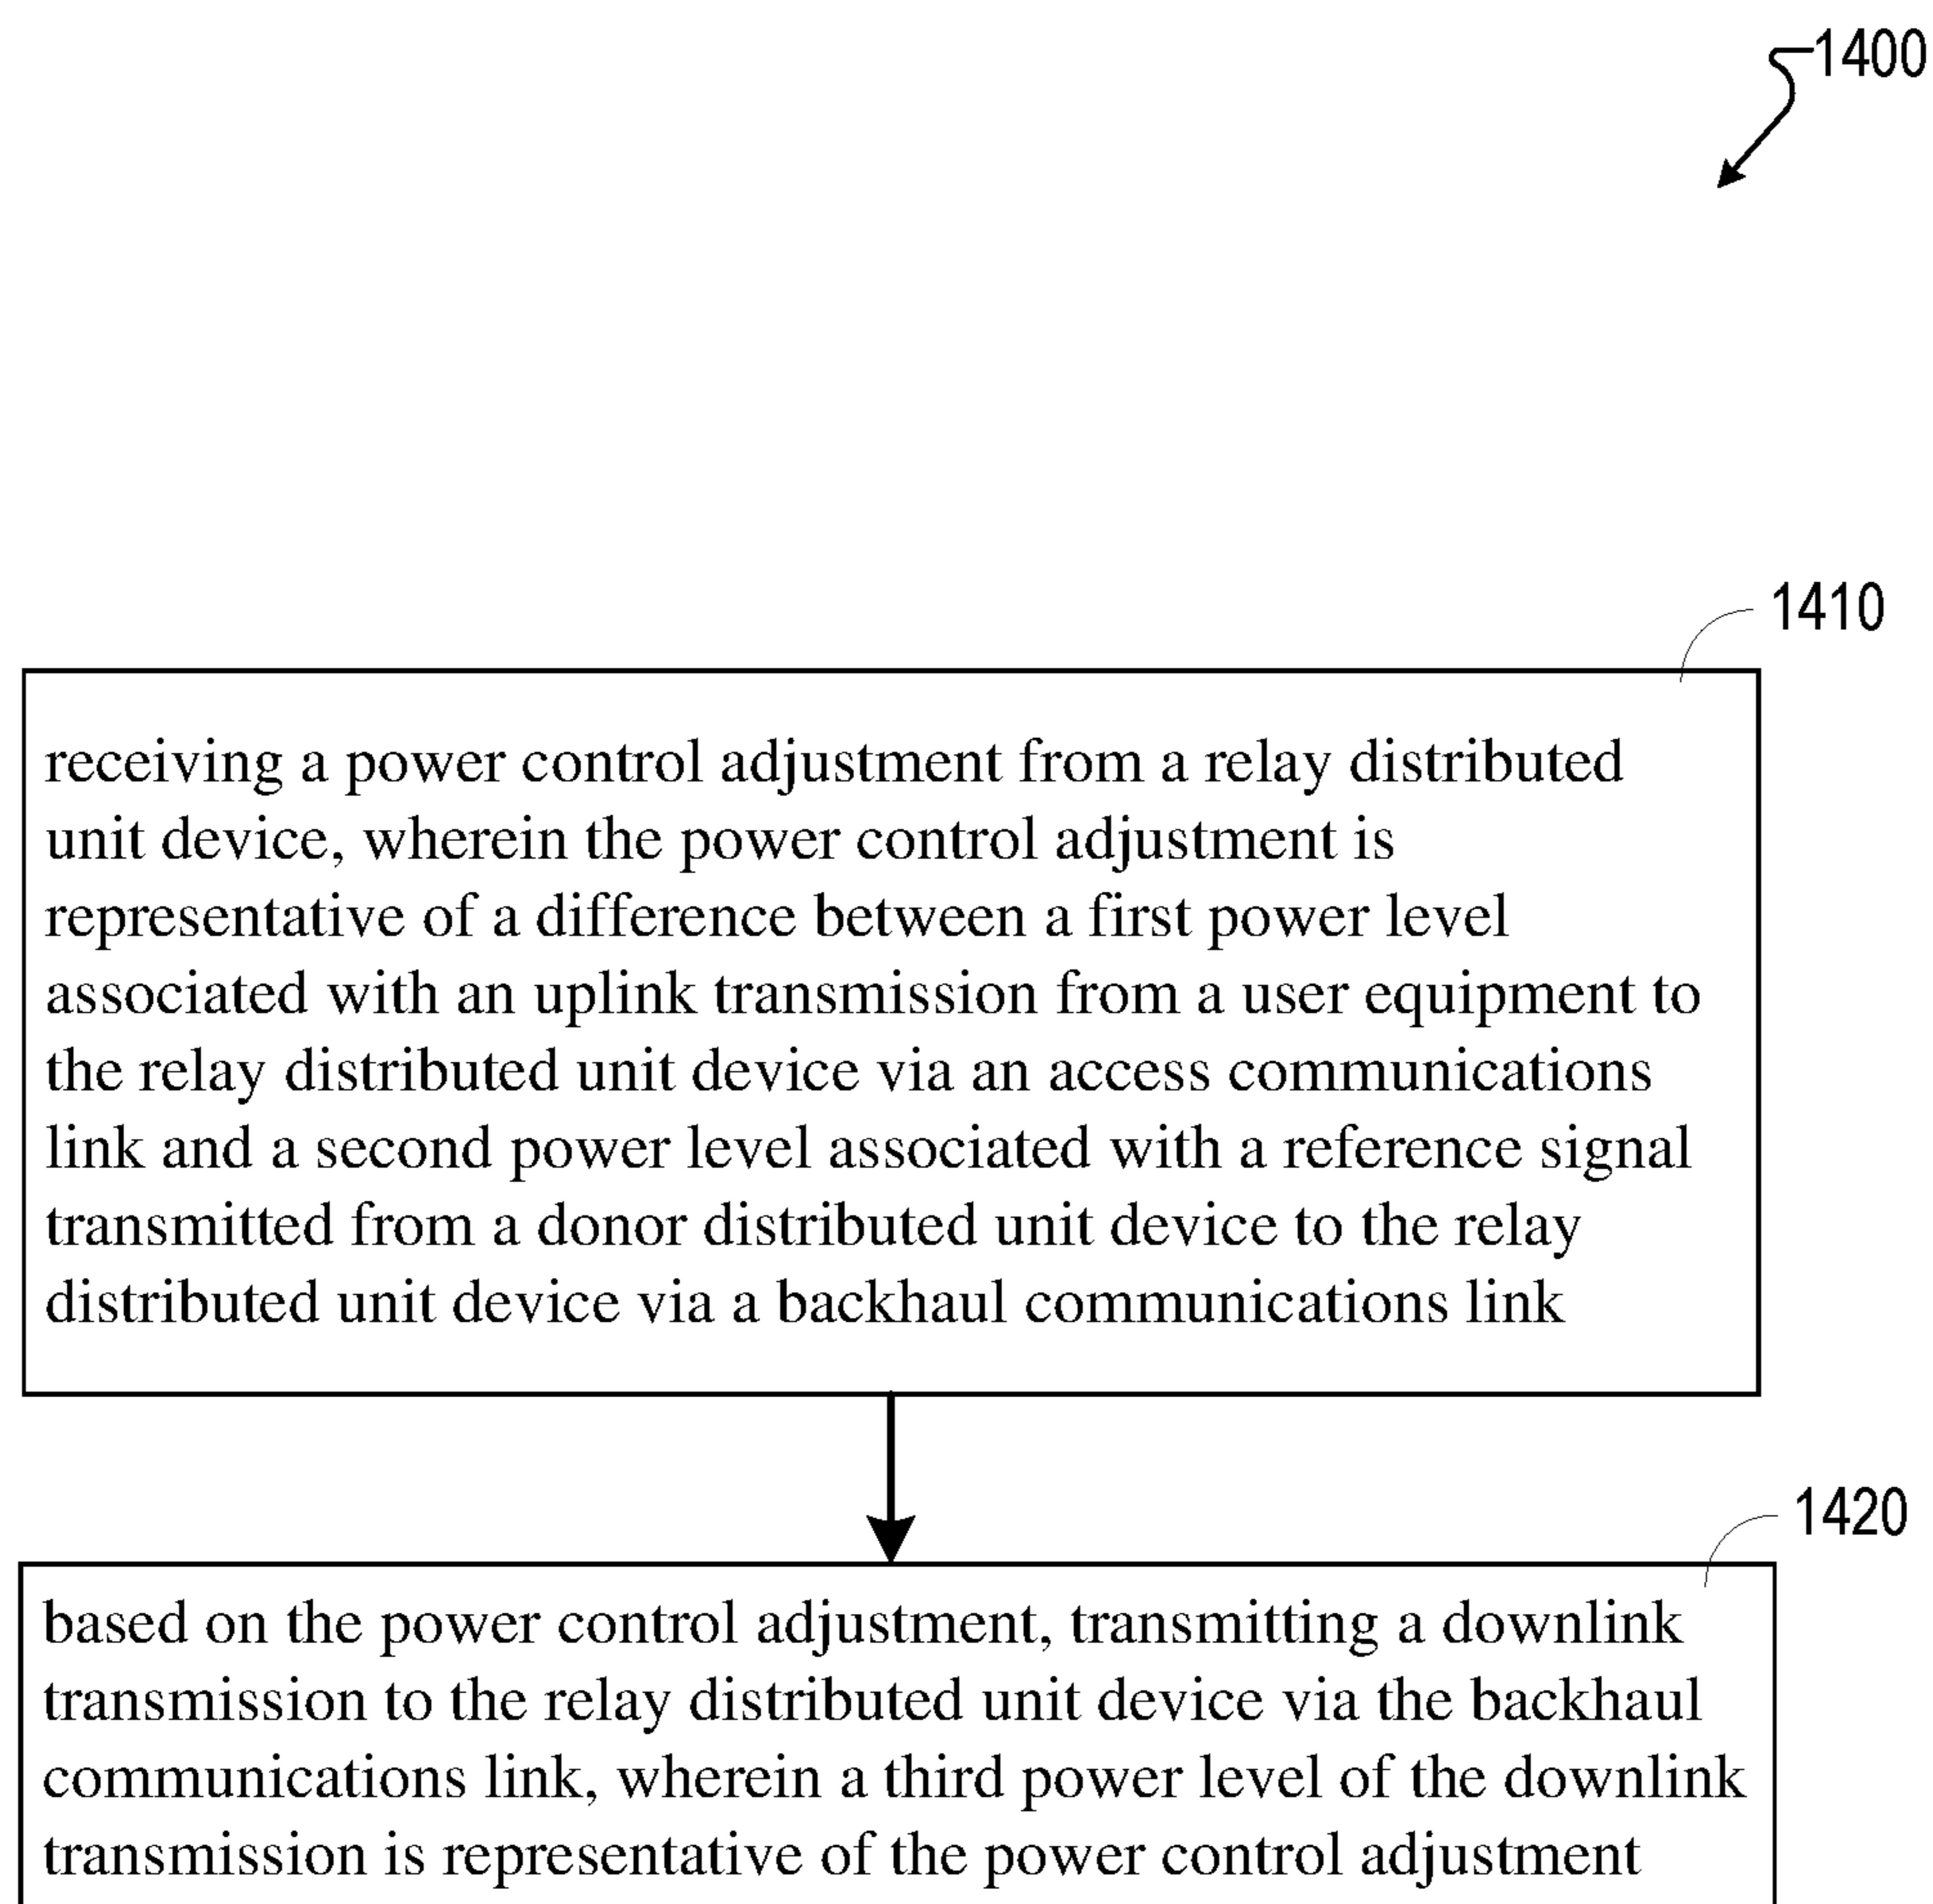 1400
1410
receiving a power control adjustment from a relay distributed
unit device, wherein the power control adjustment is
representative of a difference between a first power level
associated with an uplink transmission from a user equipment to
the relay distributed unit device via an access communications
link and a second power level associated with a reference signal
transmitted from a donor distributed unit device to the relay
distributed unit device via a backhaul communications link
1420
based on the power control adjustment, transmitting a downlink
transmission to the relay distributed unit device via the backhaul
communications link, wherein a third power level of the downlink
transmission is representative of the power control adjustment